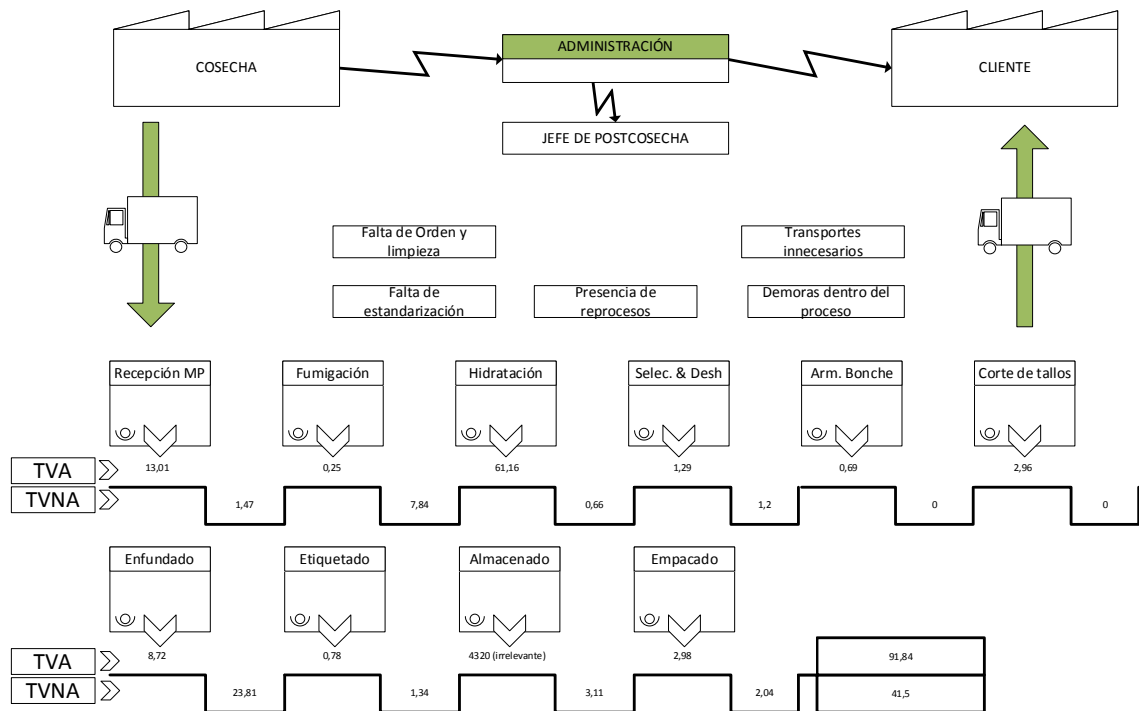 COSECHA
ADMINISTRACIÓN
CLIENTE
JEFE DE POSTCOSECHA
Falta de Orden y
limpieza
Transportes
innecesarios
Falta de
estandarización
Presencia de
reprocesos
Demoras dentro del
proceso
Recepción MP
Fumigación
Hidratación
Selec. & Desh
Arm. Bonche
Corte de tallos
TVA
13,01
0,25
61,16
1,29
0,69
2,96
TVNA
1,47
7,84
0,66
1,2
0
0
Enfundado
Etiquetado
Almacenado
Empacado
TVA
8,72
0,78
4320 (irrelevante)
2,98
91,84
TVNA
23,81
1,34
3,11
2,04
41,5